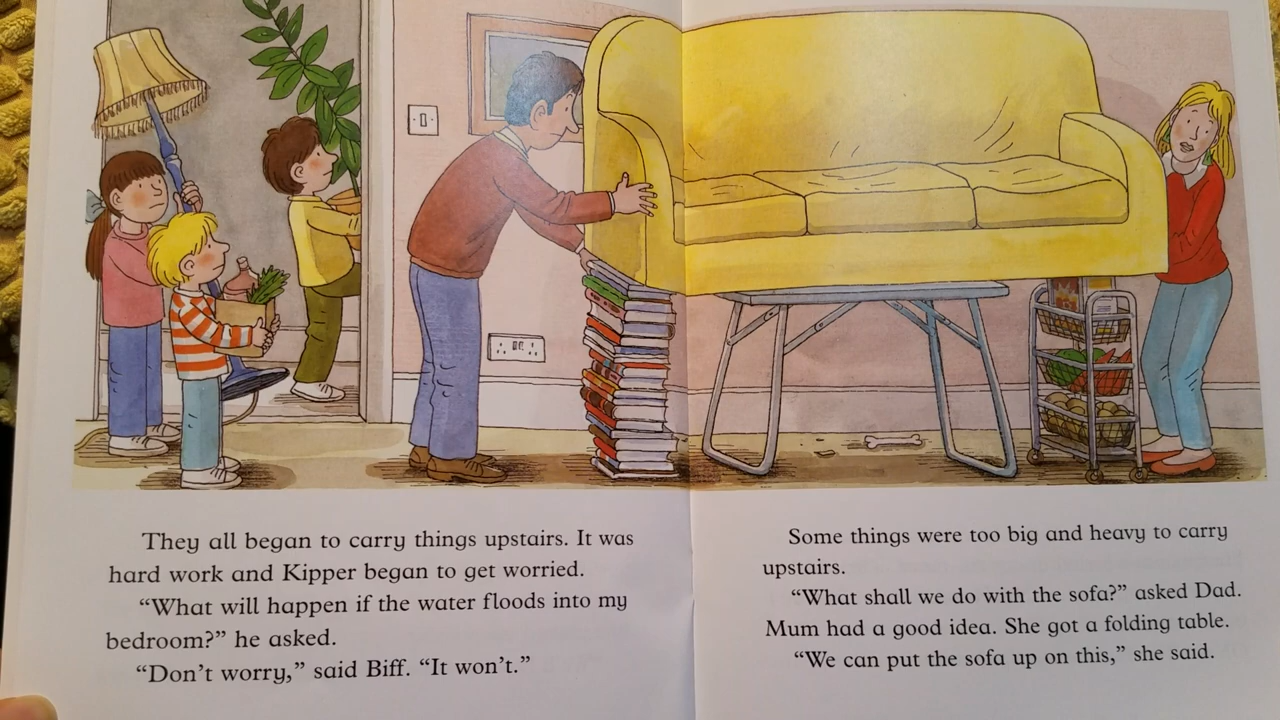 They all began to carry things upstairs. It was
hard work and Kipper began to get worried.
“What will happen if the water floods into my
bedroom?” he asked.
“Don't worry,” said Biff. “It won't.”
Some things were too big and heavy to carry
upstairs.
“What shall we do with the sofa?” asked Dad.
Mum had a good idea. She got a folding table.
“We can put the sofa up on this,” she said.